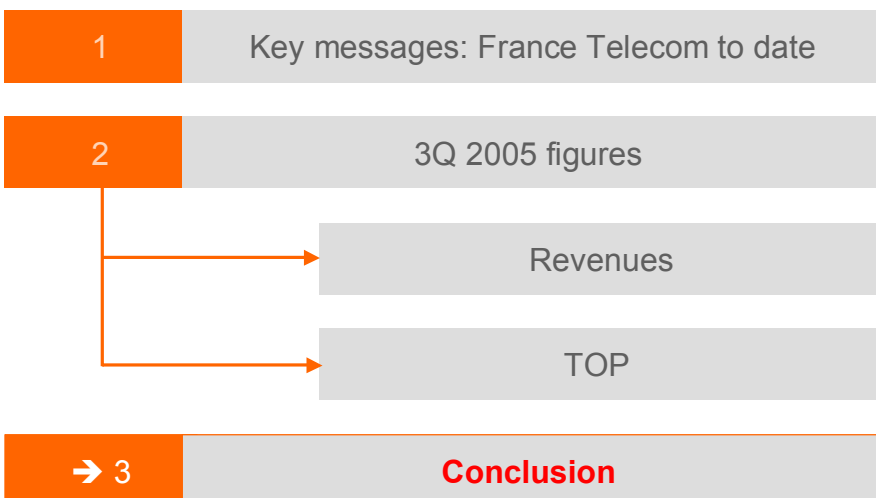 1 Key messages: France Telecom to date
2 3Q 2005 figures
Revenues
TOP
➔ 3 Conclusion